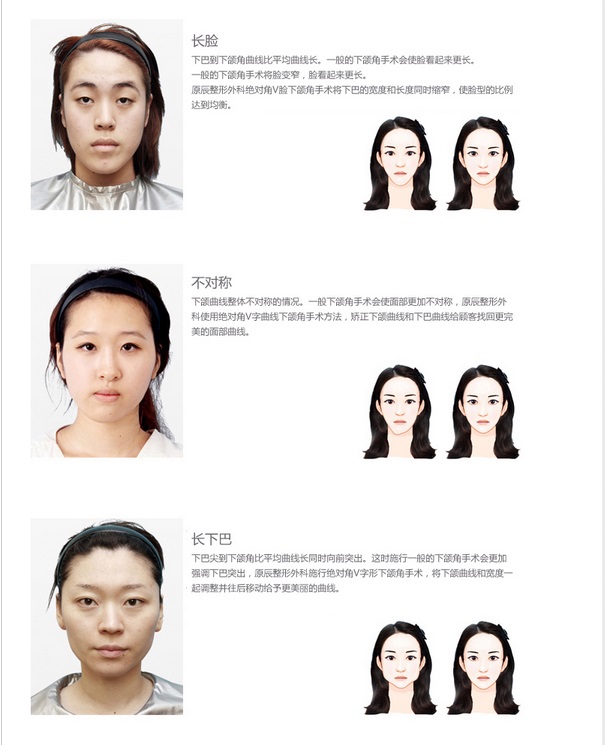 长脸
下巴到下颌角曲线比平均曲线长。一般的下颌角手术会使脸看起来更长。
一般的下颌角手术将脸变窄，脸看起来更长。
原辰整形外科绝对角V脸下颌角手术将下巴的宽度和长度同时缩窄，使脸型的比例
达到均衡。
不对称
下颌曲线整体不对称的情况。一般下颌角手术会使面部更加不对称，原辰整形外
科使用绝对角V字曲线下颌角手术方法，矫正下颌曲线和下巴曲线给顾客找回更完
美的面部曲线。
长下巴
下巴尖到下颌角比平均曲线长同时向前突出。这时施行一般的下颌角手术会更加
强调下巴突出，原辰整形外科施行绝对角V字形下颌角手术，将下颌曲线和宽度一
起调整并往后移动给予更美丽的曲线。